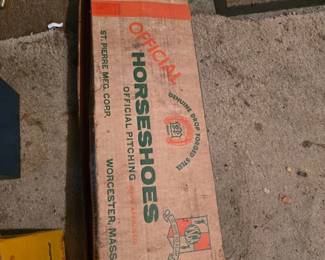 OFFICIAL
HORSESHOES
OFFICIAL PITCHING
ST. PIERRE MFG. CORP.
WORCESTER, MASS
GENUINE DROP FORGED STEEL